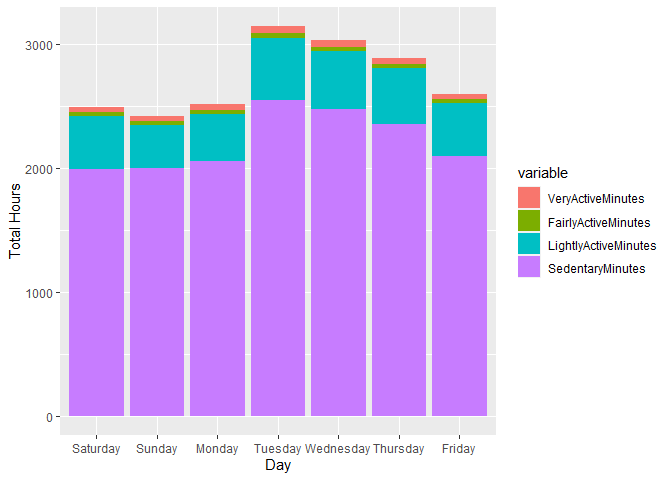 3000
2000
1000
0
Total Hours
Saturday Sunday Monday Tuesday Wednesday Thursday Friday
Day
variable
VeryActiveMinutes
FairlyActiveMinutes
LightlyActiveMinutes
SedentaryMinutes